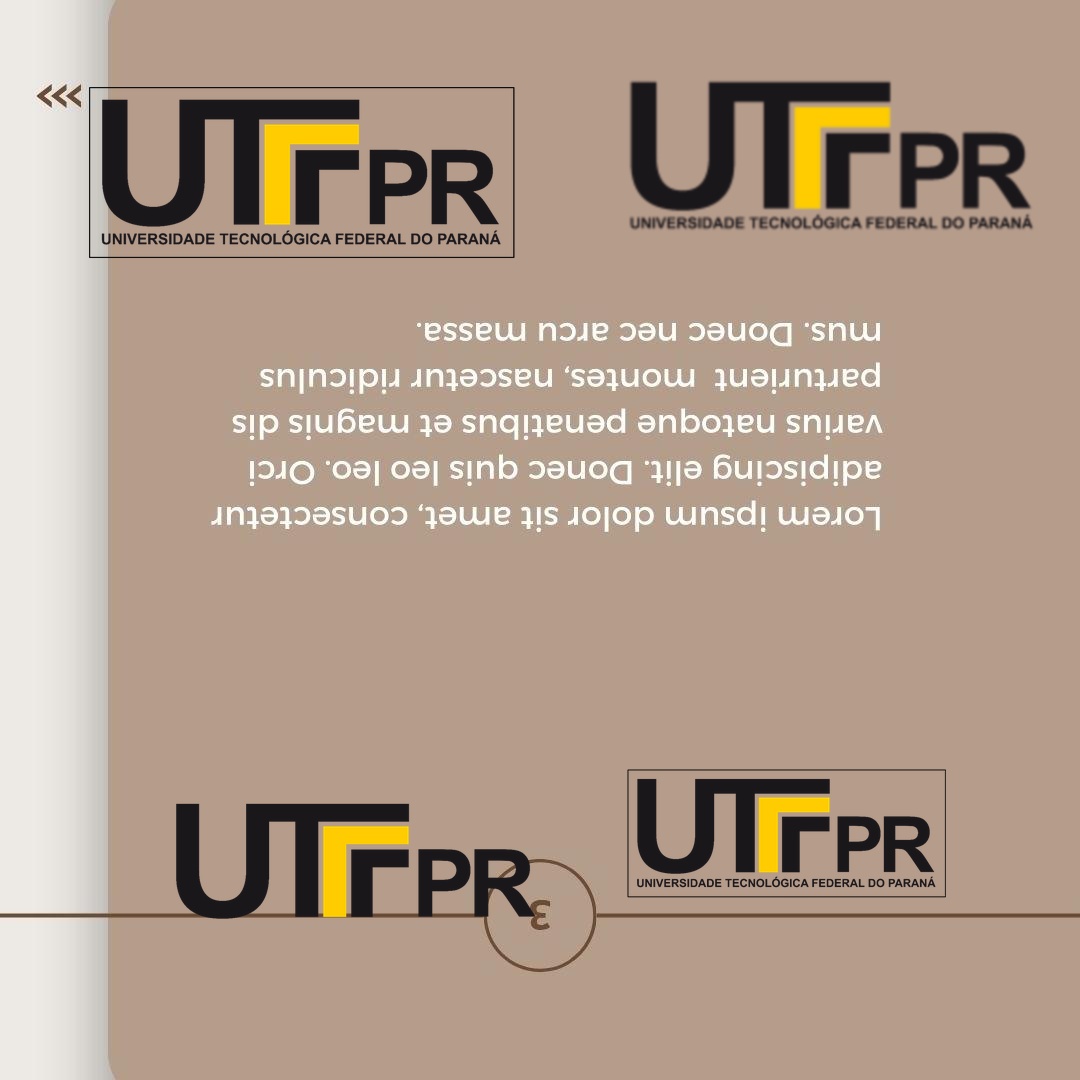 ‹‹‹
UTFPR
UNIVERSIDADE TECNOLÓGICA FEDERAL DO PARANÁ
UTFPR
UNIVERSIDADE TECNOLÓGICA FEDERAL DO PARANÁ
Lorem ipsum dolor sit amet, consectetur
adipiscing elit. Donec quis leo leo. Orci
varius natoque penatibus et magnis dis
parturient  montes, nascetur ridiculus
mus. Donec nec arcu massa.
UTFPR
3
UTFPR
UNIVERSIDADE TECNOLÓGICA FEDERAL DO PARANÁ